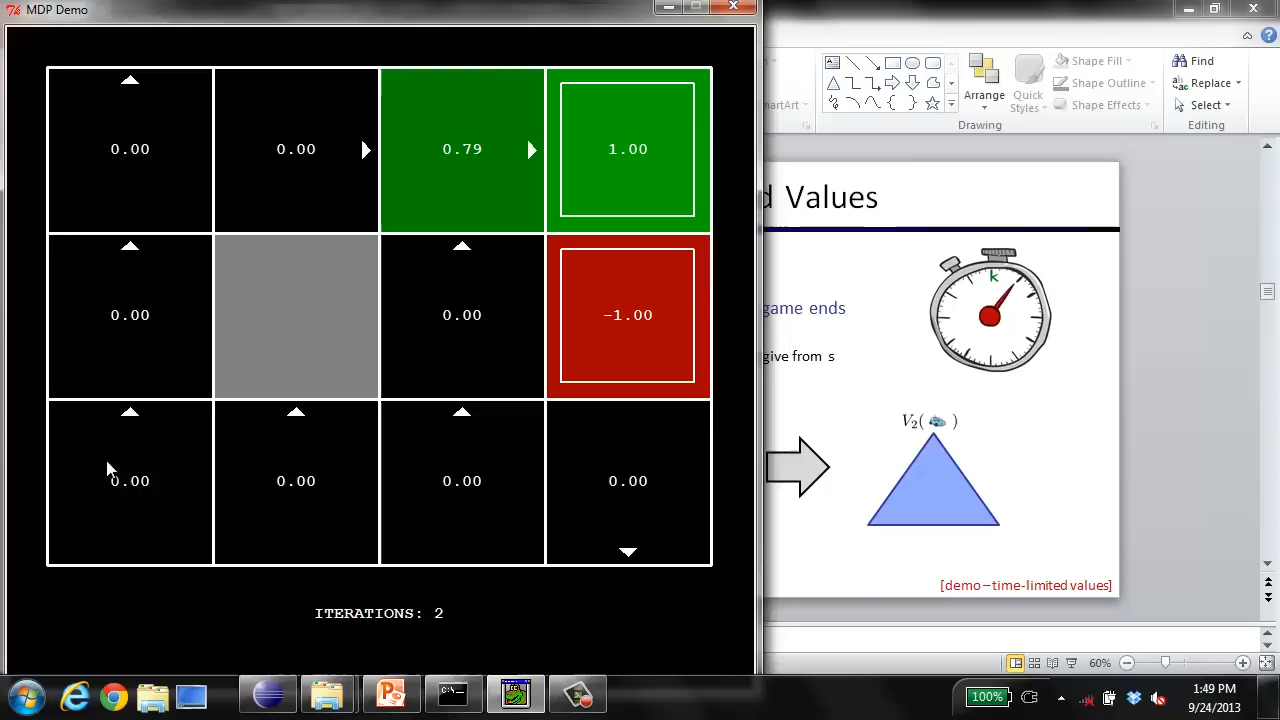 MDP Demo
0.00
0.00
0.79
1.00
0.00
0.00
-1.00
0.00
0.00
0.00
0.00
ITERATIONS: 2
Arrange
Quick
Styles
Shape Fill
Shape Outline
Shape Effects
Drawing
Find
Replace
Select
Editing
Values
game ends
give from s
k
V2( )
[demo – time-limited values]
60%
100%
1:49 PM
9/24/2013